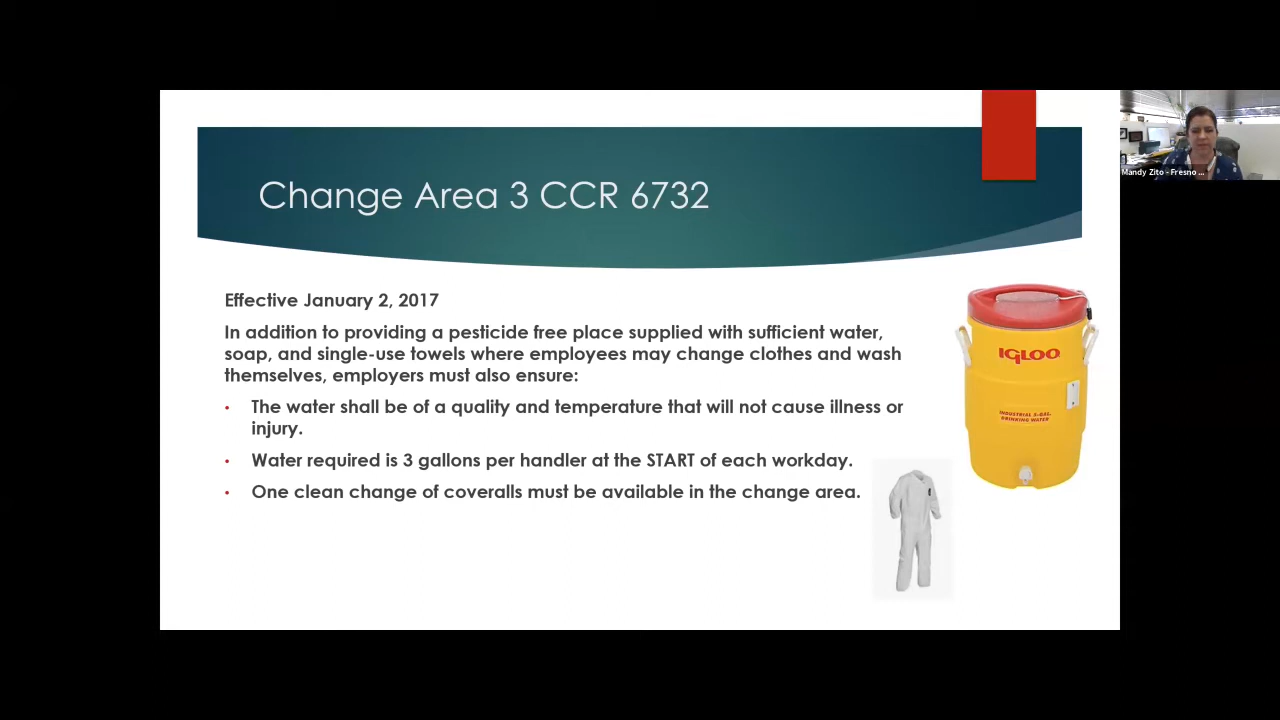 Change Area 3 CCR 6732
Mandy Zito - Fresno ...
Effective January 2, 2017
In addition to providing a pesticide free place supplied with sufficient water,
soap, and single-use towels where employees may change clothes and wash
themselves, employers must also ensure:
• The water shall be of a quality and temperature that will not cause illness or
injury.
• Water required is 3 gallons per handler at the START of each workday.
• One clean change of coveralls must be available in the change area.
IGLOO
INDUSTRIAL 5-GAL.
DRINKING WATER